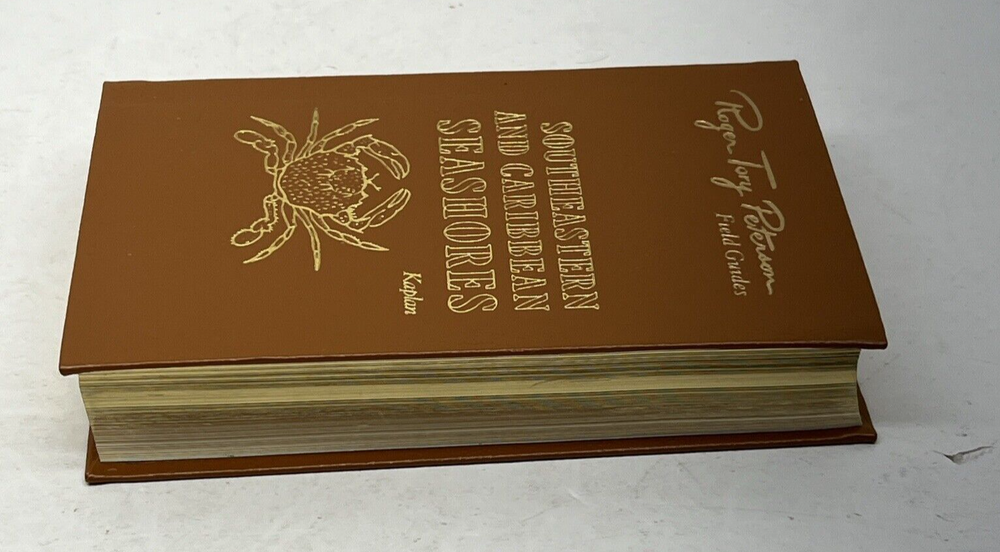 Roger Tory Peterson
Field Guides
SOUTHEASTERN
AND CARIBBEAN
SEASHORES
Kaplan